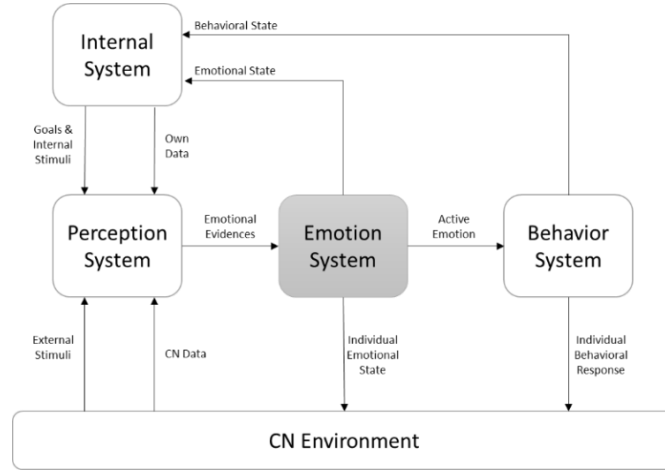 Internal
System
Behavioral State
Emotional State
Goals &
Internal
Stimuli
Own
Data
Perception
System
Emotional
Evidences
Emotion
System
Active
Emotion
Behavior
System
External
Stimuli
CN Data
Individual
Emotional
State
Individual
Behavioral
Response
CN Environment